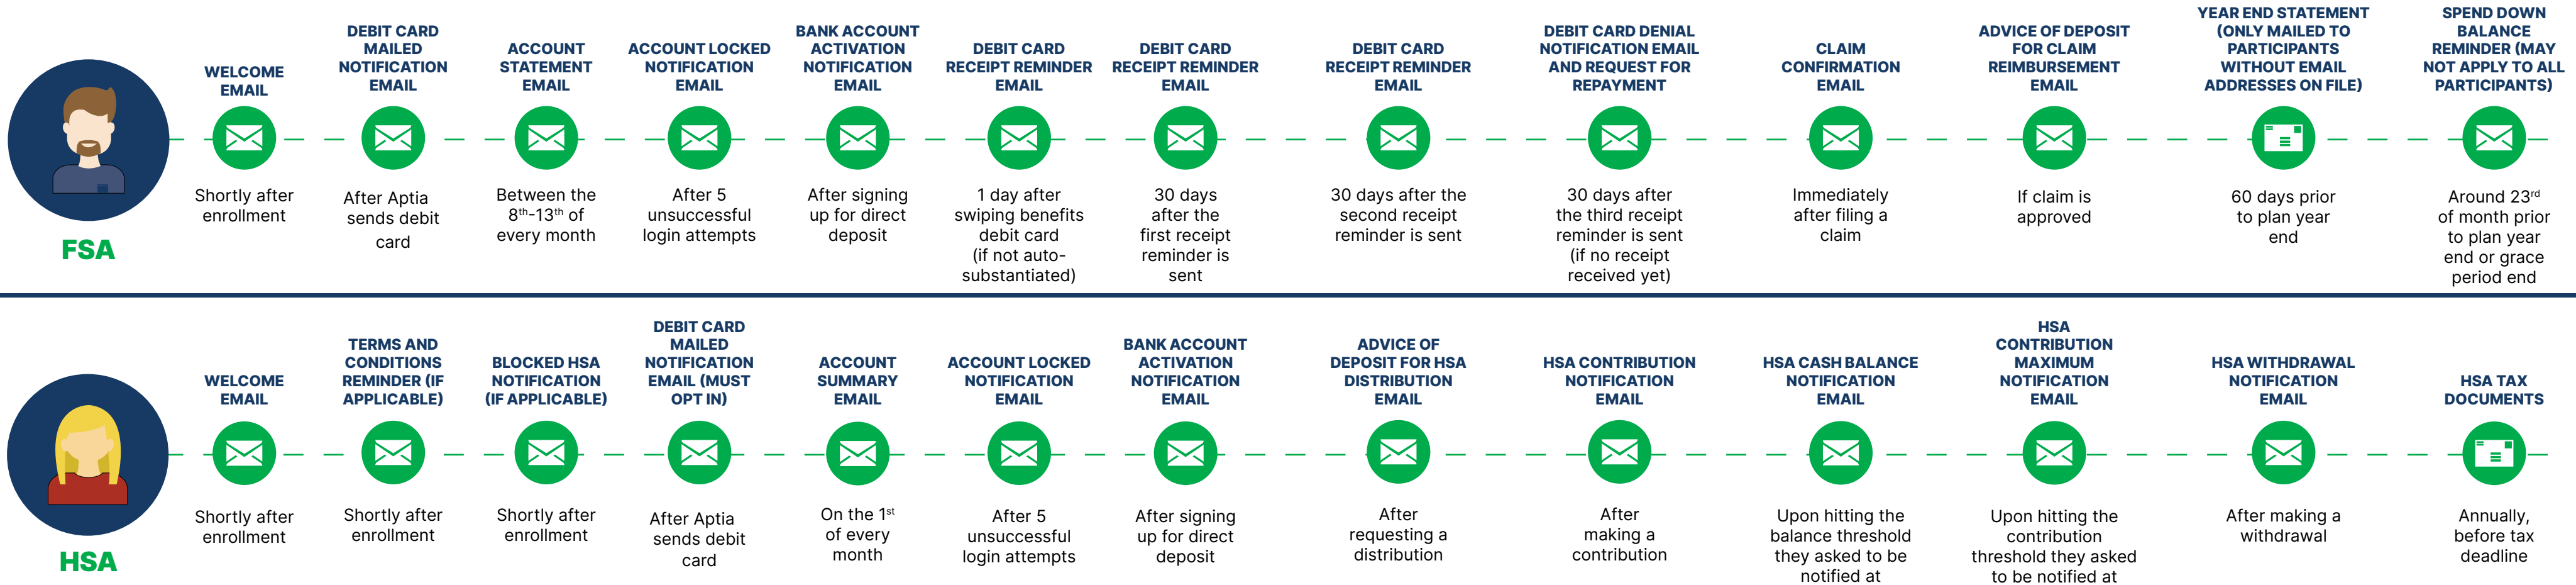 FSA
WELCOME
EMAIL
Shortly after
enrollment
DEBIT CARD
MAILED
NOTIFICATION
EMAIL
After Aptia
sends debit
card
ACCOUNT
STATEMENT
EMAIL
Between the
8th-13th of
every month
ACCOUNT LOCKED
NOTIFICATION
EMAIL
After 5
unsuccessful
login attempts
BANK ACCOUNT
ACTIVATION
NOTIFICATION
EMAIL
After signing
up for direct
deposit
DEBIT CARD
RECEIPT REMINDER
EMAIL
1 day after
swiping benefits
debit card
(if not auto-
substantiated)
DEBIT CARD
RECEIPT REMINDER
EMAIL
30 days
after the
first receipt
reminder is
sent
DEBIT CARD
RECEIPT REMINDER
EMAIL
30 days after the
second receipt
reminder is sent
DEBIT CARD DENIAL
NOTIFICATION EMAIL
AND REQUEST FOR
REPAYMENT
30 days after
the third receipt
reminder is sent
(if no receipt
received yet)
CLAIM
CONFIRMATION
EMAIL
Immediately
after filing a
claim
ADVICE OF DEPOSIT
FOR CLAIM
REIMBURSEMENT
EMAIL
If claim is
approved
YEAR END STATEMENT
(ONLY MAILED TO
PARTICIPANTS
WITHOUT EMAIL
ADDRESSES ON FILE)
60 days prior
to plan year
end
SPEND DOWN
BALANCE
REMINDER (MAY
NOT APPLY TO ALL
PARTICIPANTS)
Around 23rd
of month prior
to plan year
end or grace
period end
HSA
WELCOME
EMAIL
Shortly after
enrollment
TERMS AND
CONDITIONS
REMINDER (IF
APPLICABLE)
Shortly after
enrollment
BLOCKED HSA
NOTIFICATION
(IF APPLICABLE)
Shortly after
enrollment
DEBIT CARD
MAILED
NOTIFICATION
EMAIL (MUST
OPT IN)
After Aptia
sends debit
card
ACCOUNT
SUMMARY
EMAIL
On the 1st
of every
month
ACCOUNT LOCKED
NOTIFICATION
EMAIL
After 5
unsuccessful
login attempts
BANK ACCOUNT
ACTIVATION
NOTIFICATION
EMAIL
After signing
up for direct
deposit
ADVICE OF
DEPOSIT FOR HSA
DISTRIBUTION
EMAIL
After
requesting a
distribution
HSA CONTRIBUTION
NOTIFICATION
EMAIL
After
making a
contribution
HSA CASH BALANCE
NOTIFICATION
EMAIL
Upon hitting the
balance threshold
they asked to be
notified at
HSA
CONTRIBUTION
MAXIMUM
NOTIFICATION
EMAIL
Upon hitting the
contribution
threshold they asked
to be notified at
HSA WITHDRAWAL
NOTIFICATION
EMAIL
After making a
withdrawal
HSA TAX
DOCUMENTS
Annually,
before tax
deadline